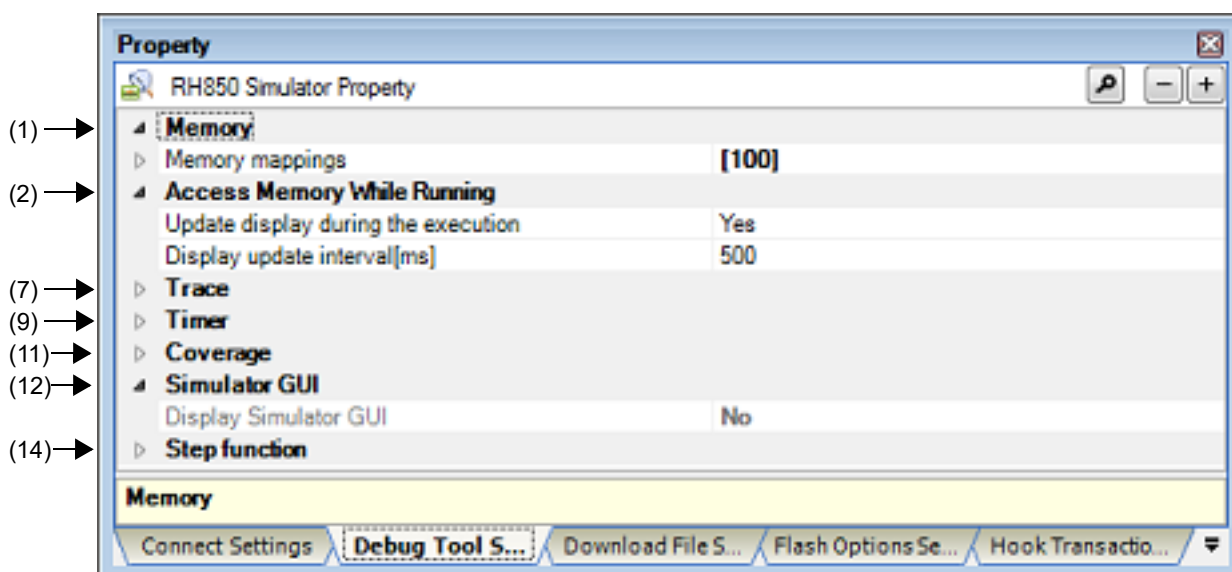 Property
RH850 Simulator Property
(1) Memory
Memory mappings [100]
(2) Access Memory While Running
Update display during the execution Yes
Display update interval[ms] 500
(7) Trace
(9) Timer
(11) Coverage
(12) Simulator GUI
Display Simulator GUI No
(14) Step function
Memory
Connect Settings Debug Tool S... Download File S... Flash Options Se... Hook Transactio...